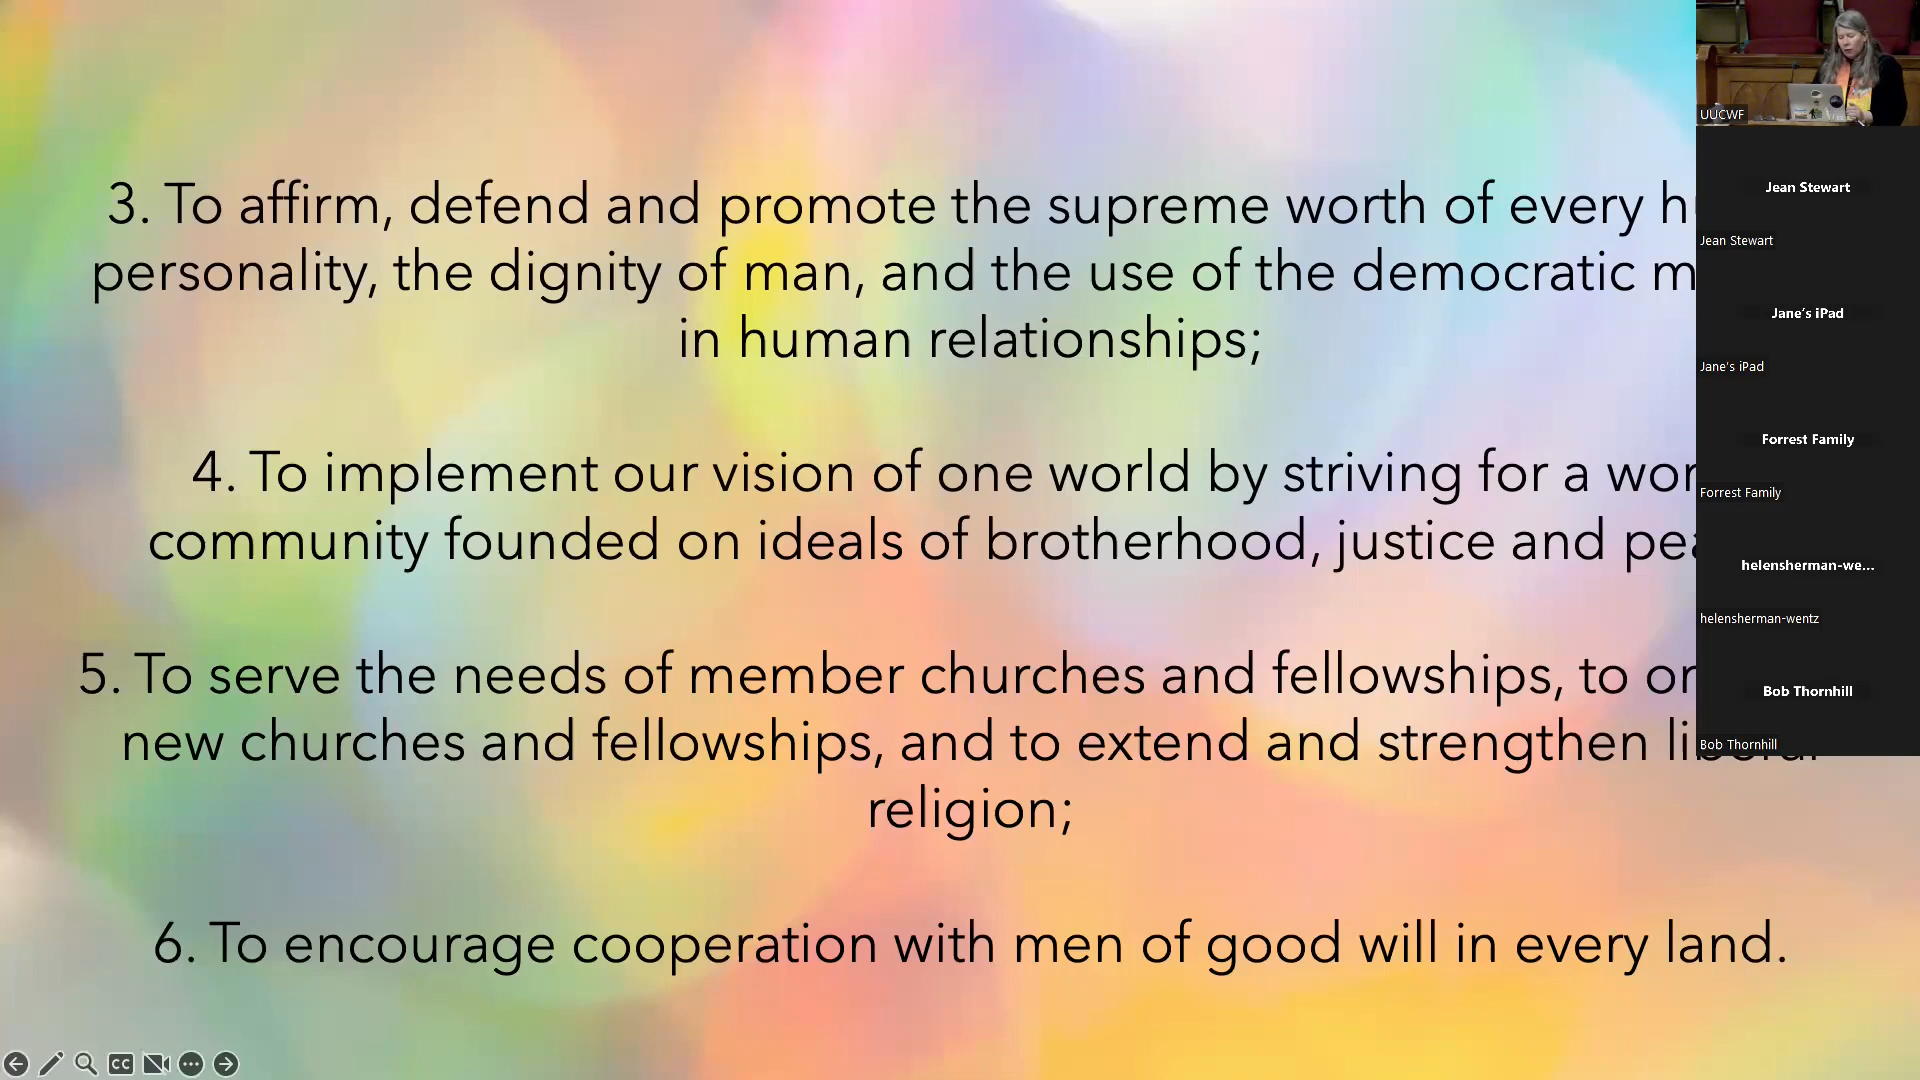 3. To affirm, defend and promote the supreme worth of every
personality, the dignity of man, and the use of the democratic
in human relationships;
4. To implement our vision of one world by striving for a
community founded on ideals of brotherhood, justice and
5. To serve the needs of member churches and fellowships, to
new churches and fellowships, and to extend and strengthen liberal
religion;
6. To encourage cooperation with men of good will in every land.
UUCWF
Jean Stewart
Jean Stewart
Jane's iPad
Jane's iPad
Forrest Family
Forrest Family
helensherman-we...
helensherman-wentz
Bob Thornhill
Bob Thornhill
CC